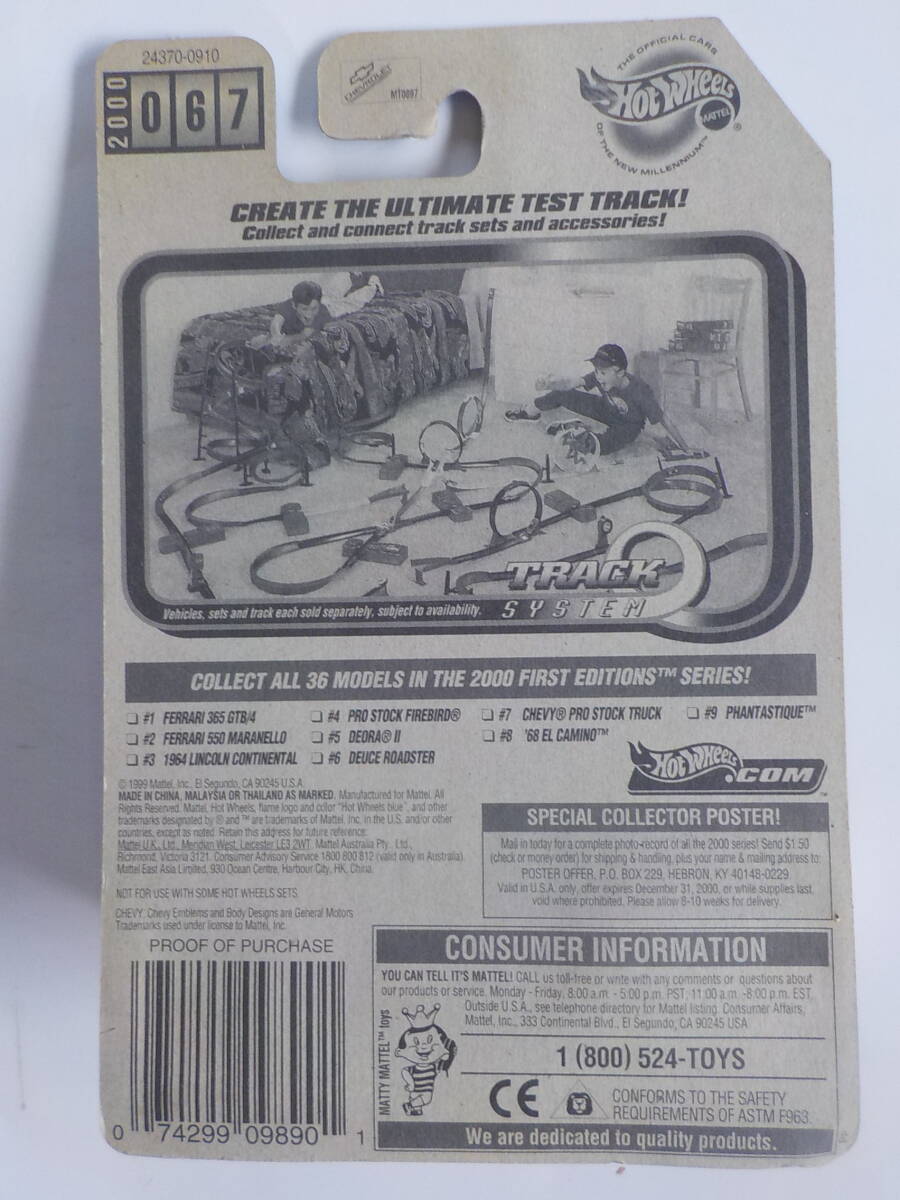 24370-0910
2000
067
CHEVROLET
MT0097
THE OFFICIAL CARS
HOT WHEELS
MATTEL®
OF THE NEW MILLENNIUM™
CREATE THE ULTIMATE TEST TRACK!
Collect and connect track sets and accessories!
TRACK
SYSTEM
Vehicles, sets and track each sold separately, subject to availability.
COLLECT ALL 36 MODELS IN THE 2000 FIRST EDITIONS™ SERIES!
#1 FERRARI 365 GTB/4
#2 FERRARI 550 MARANELLO
#3 1964 LINCOLN CONTINENTAL
#4 PRO STOCK FIREBIRD®
#5 DEORA® II
#6 DEUCE ROADSTER
#7 CHEVY® PRO STOCK TRUCK
#8 '68 EL CAMINO™
#9 PHANTASTIQUE™
HOT WHEELS.COM™
© 1999 Mattel, Inc., El Segundo, CA 90245 U.S.A.
MADE IN CHINA, MALAYSIA OR THAILAND AS MARKED. Manufactured for Mattel. All
Rights Reserved. Mattel, Hot Wheels, flame logo and color "Hot Wheels blue", and other
trademarks designated by ® and ™ are trademarks of Mattel, Inc. in the U.S. and/or other
countries, except as noted. Retain this address for future reference:
Mattel U.K., Ltd., Meridian West, Leicester LE3 2WT. Mattel Australia Pty., Ltd.,
Richmond, Victoria 3121. Consumer Advisory Service 1800 800 812 (valid only in Australia).
Mattel East Asia Limited, 930 Ocean Centre, Harbour City, HK, China.
NOT FOR USE WITH SOME HOT WHEELS SETS.
CHEVY, Chevy Emblems and Body Designs are General Motors
Trademarks used under license to Mattel, Inc.
SPECIAL COLLECTOR POSTER!
Mail in today for a complete photo-record of all the 2000 series! Send $1.50
(check or money order) for shipping & handling, plus your name & mailing address to:
POSTER OFFER, P.O. BOX 229, HEBRON, KY 40148-0229.
Valid in U.S.A. only, offer expires December 31, 2000, or while supplies last,
void where prohibited. Please allow 8-10 weeks for delivery.
PROOF OF PURCHASE
0 74299 09890 1
CONSUMER INFORMATION
YOU CAN TELL IT'S MATTEL! CALL us toll-free or write with any comments or questions about
our products or service. Monday - Friday, 8:00 a.m. - 5:00 p.m. PST, 11:00 a.m. -8:00 p.m. EST.
Outside U.S.A., see telephone directory for Mattel listing. Consumer Affairs,
Mattel, Inc., 333 Continental Blvd., El Segundo, CA 90245 USA
MATTY MATTEL™ toys
1 (800) 524-TOYS
CE
CONFORMS TO THE SAFETY
REQUIREMENTS OF ASTM F963.
We are dedicated to quality products.